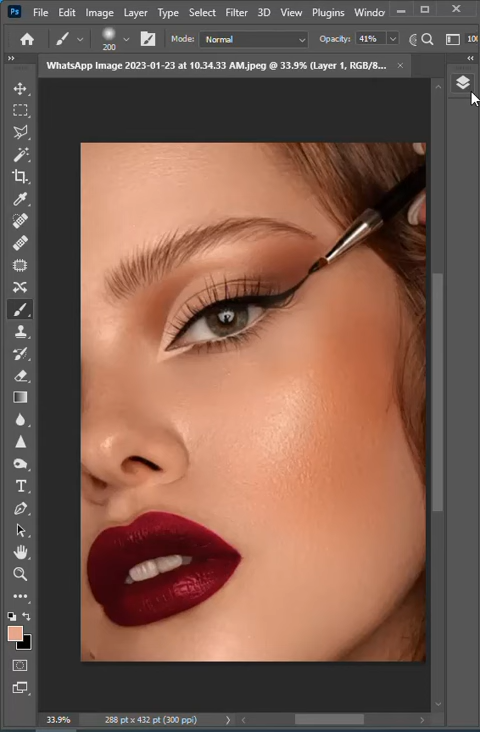 Ps File Edit Image Layer Type Select Filter 3D View Plugins Windo
200 Mode: Normal Opacity: 41% 100
WhatsApp Image 2023-01-23 at 10.34.33 AM.jpeg @ 33.9% (Layer 1, RGB/8... ×
T
33.9% 288 pt x 432 pt (300 ppi)